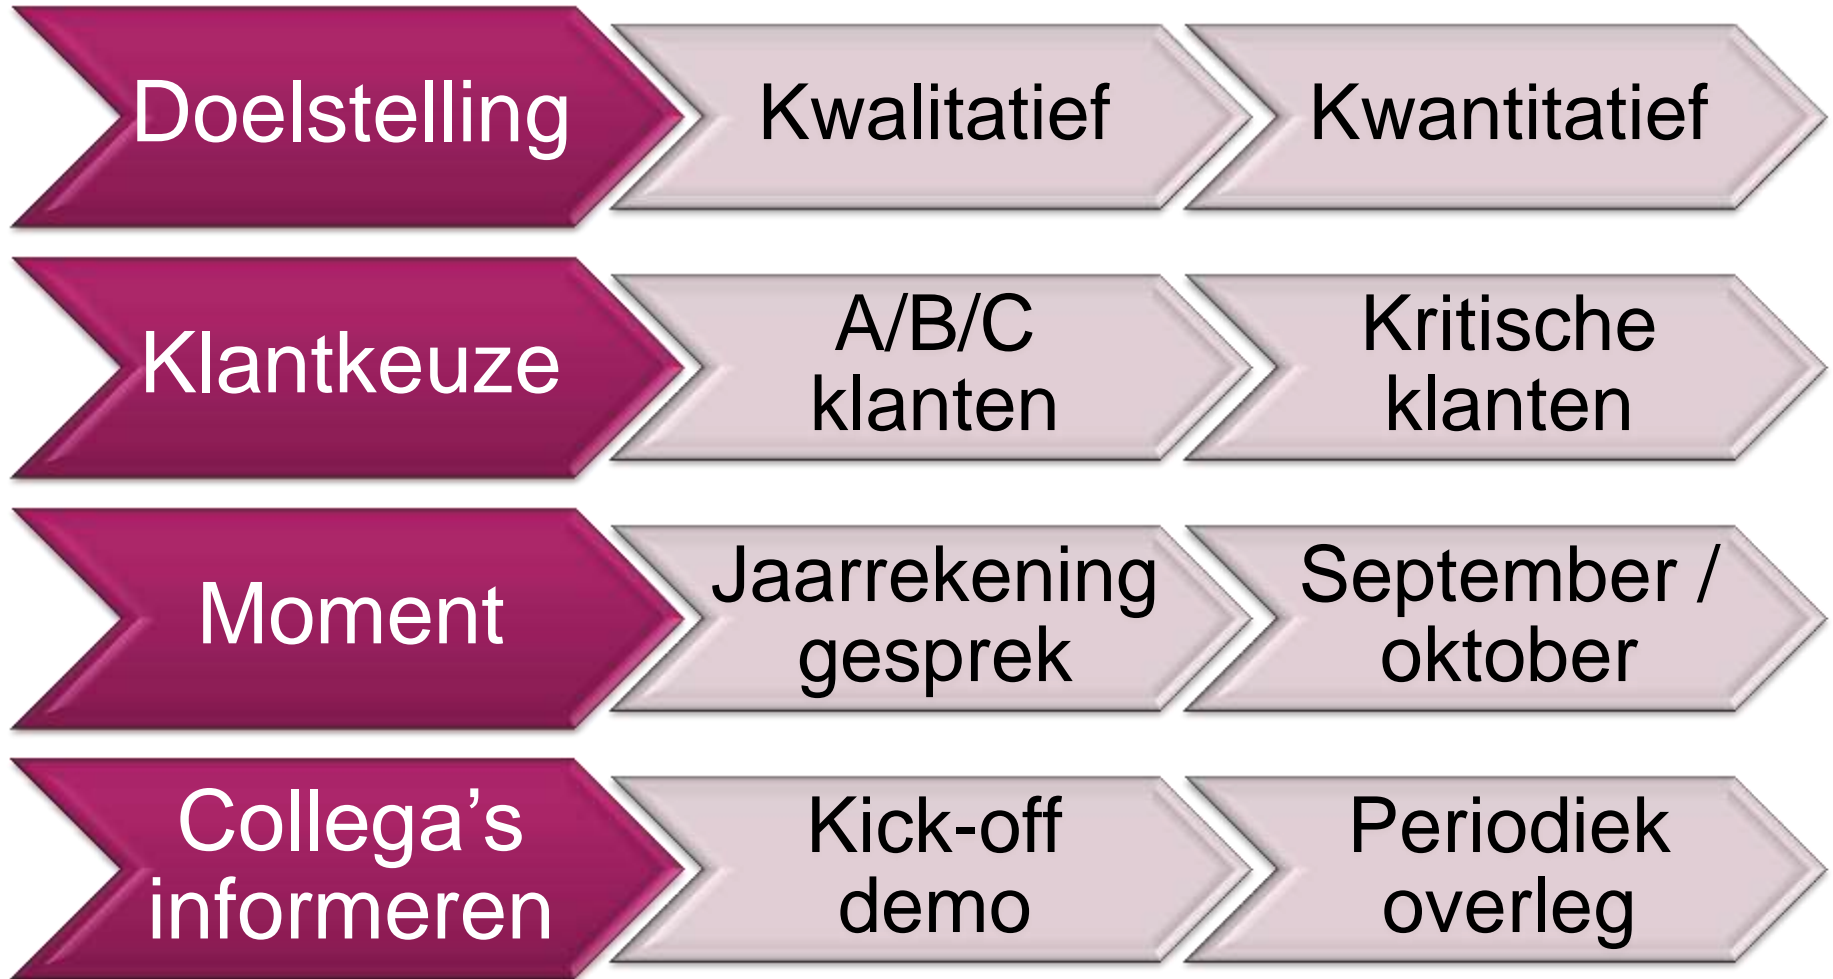 Doelstelling
Kwalitatief
Kwantitatief
Klantkeuze
A/B/C
klanten
Kritische
klanten
Moment
Jaarrekening
gesprek
September /
oktober
Collega’s
informeren
Kick-off
demo
Periodiek
overleg